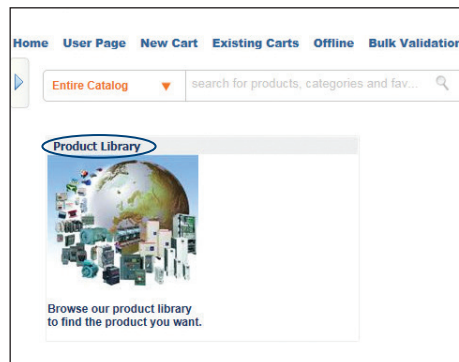 Home User Page New Cart Existing Carts Offline Bulk Validation
Entire Catalog search for products, categories and fav...
Product Library
Browse our product library
to find the product you want.